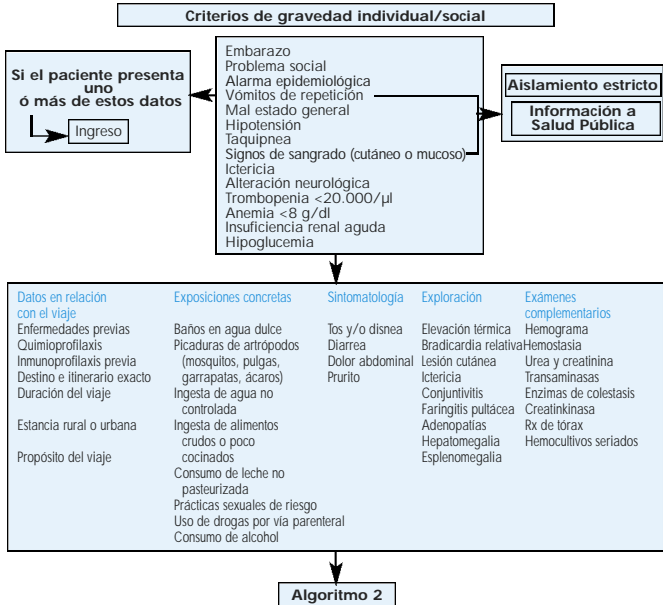 Criterios de gravedad individual/social
Si el paciente presenta
uno
ó más de estos datos
Ingreso
Embarazo
Problema social
Alarma epidemiológica
Vómitos de repetición
Mal estado general
Hipotensión
Taquipnea
Signos de sangrado (cutáneo o mucoso)
Ictericia
Alteración neurológica
Trombopenia <20.000/µl
Anemia <8 g/dl
Insuficiencia renal aguda
Hipoglucemia
Aislamiento estricto
Información a
Salud Pública
Datos en relación
con el viaje
Enfermedades previas
Quimioprofilaxis
Inmunoprofilaxis previa
Destino e itinerario exacto
Duración del viaje
Estancia rural o urbana
Propósito del viaje
Exposiciones concretas
Baños en agua dulce
Picaduras de artrópodos
(mosquitos, pulgas,
garrapatas, ácaros)
Ingesta de agua no
controlada
Ingesta de alimentos
crudos o poco
cocinados
Consumo de leche no
pasteurizada
Prácticas sexuales de riesgo
Uso de drogas por vía parenteral
Consumo de alcohol
Sintomatología
Tos y/o disnea
Diarrea
Dolor abdominal
Prurito
Exploración
Elevación térmica
Bradicardia relativa
Lesión cutánea
Ictericia
Conjuntivitis
Faringitis pultácea
Adenopatías
Hepatomegalia
Esplenomegalia
Exámenes
complementarios
Hemograma
Hemostasia
Urea y creatinina
Transaminasas
Enzimas de colestasis
Creatinkinasa
Rx de tórax
Hemocultivos seriados
Algoritmo 2